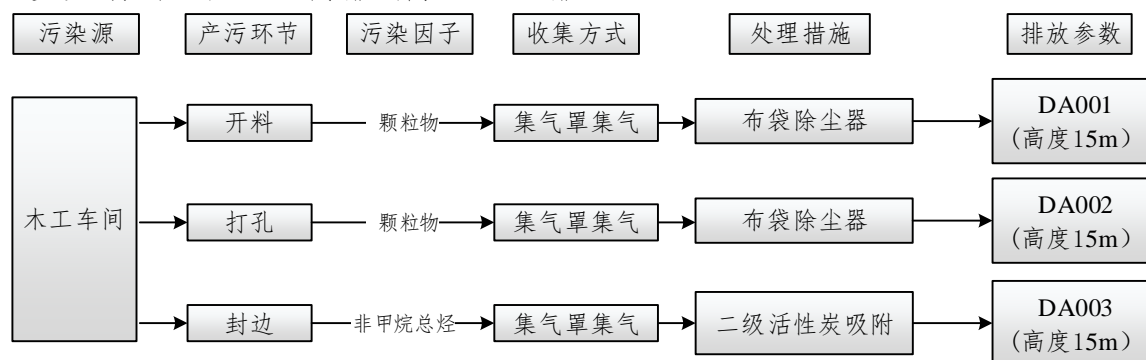 污染源 产污环节 污染因子 收集方式 处理措施 排放参数
木工车间
开料 颗粒物 集气罩集气 布袋除尘器 DA001
(高度15m）
打孔 颗粒物 集气罩集气 布袋除尘器 DA002
(高度15m）
封边 非甲烷总烃 集气罩集气 二级活性炭吸附 DA003
(高度15m）